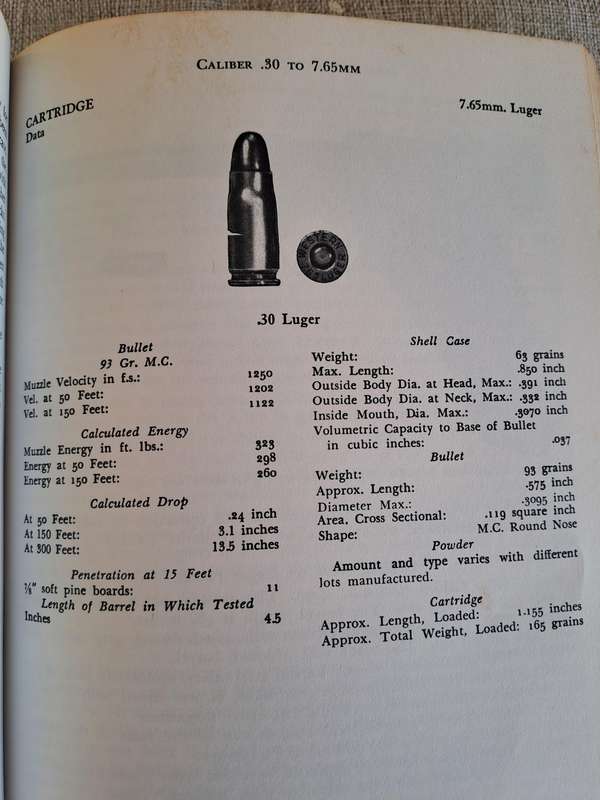 CALIBER .30 TO 7.65MM
CARTRIDGE
Data
7.65mm. Luger
WESTERN
LUGER
.30 Luger
Bullet
93 Gr. M.C.
Muzzle Velocity in f.s.: 1250
Vel. at 50 Feet: 1202
Vel. at 150 Feet: 1122
Calculated Energy
Muzzle Energy in ft. lbs.: 323
Energy at 50 Feet: 298
Energy at 150 Feet: 260
Calculated Drop
At 50 Feet: .24 inch
At 150 Feet: 3.1 inches
At 300 Feet: 13.5 inches
Penetration at 15 Feet
⅞" soft pine boards: 11
Length of Barrel in Which Tested
Inches 4.5
Shell Case
Weight: 63 grains
Max. Length: .850 inch
Outside Body Dia. at Head, Max.: .391 inch
Outside Body Dia. at Neck, Max.: .332 inch
Inside Mouth, Dia. Max.: .3070 inch
Volumetric Capacity to Base of Bullet
in cubic inches: .037
Bullet
Weight: 93 grains
Approx. Length: .575 inch
Diameter Max.: .3095 inch
Area, Cross Sectional: .119 square inch
Shape: M.C. Round Nose
Powder
Amount and type varies with different
lots manufactured.
Cartridge
Approx. Length, Loaded: 1.155 inches
Approx. Total Weight, Loaded: 165 grains